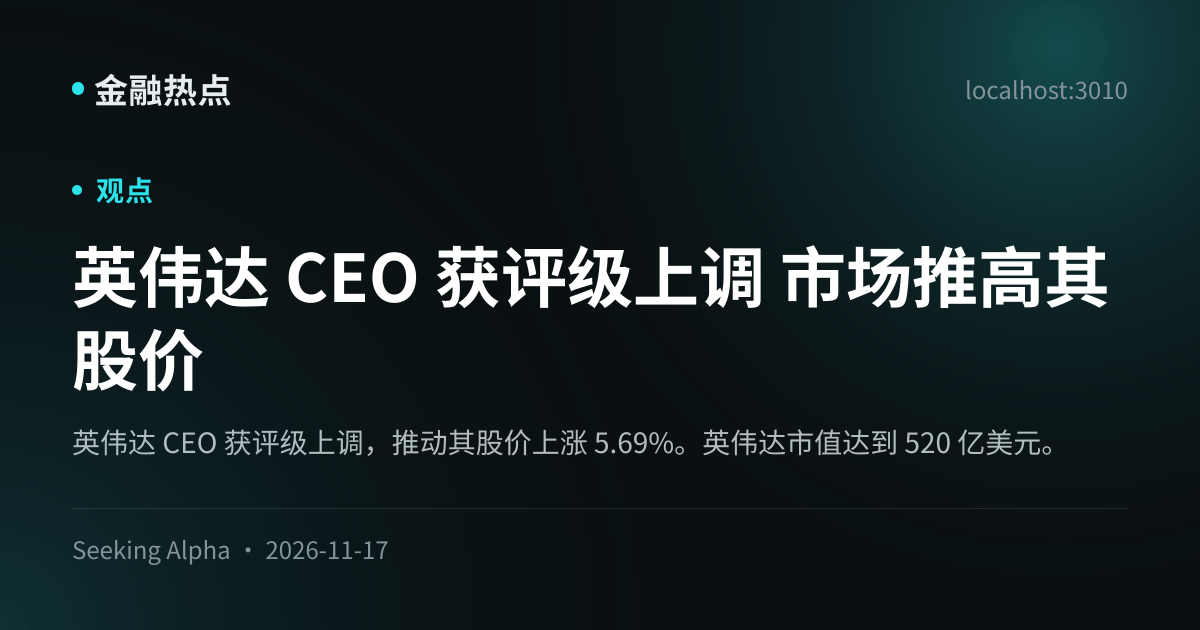 金融热点
localhost:3010
观点
英伟达 CEO 获评级上调 市场推高其
股价
英伟达 CEO 获评级上调，推动其股价上涨 5.69%。英伟达市值达到 520 亿美元。
Seeking Alpha · 2026-11-17